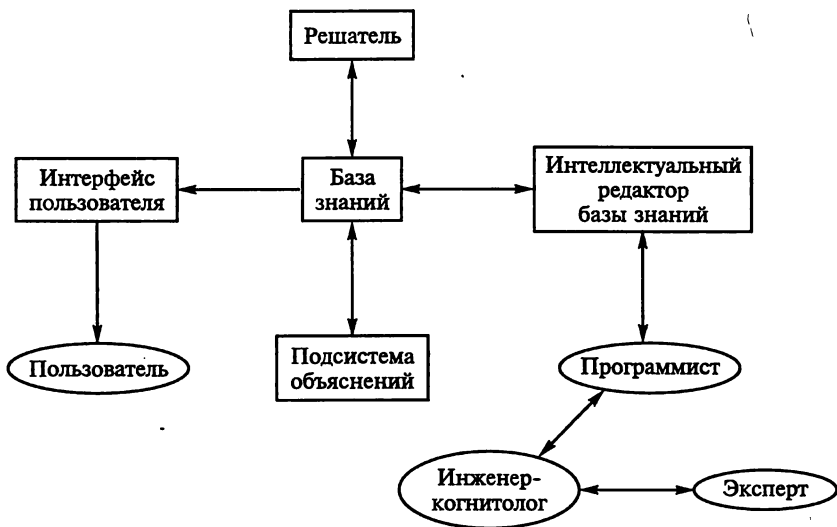 Решатель
Интерфейс
пользователя
База
знаний
Интеллектуальный
редактор
базы знаний
Пользователь
Подсистема
объяснений
Программист
Инженер-
когнитолог
Эксперт